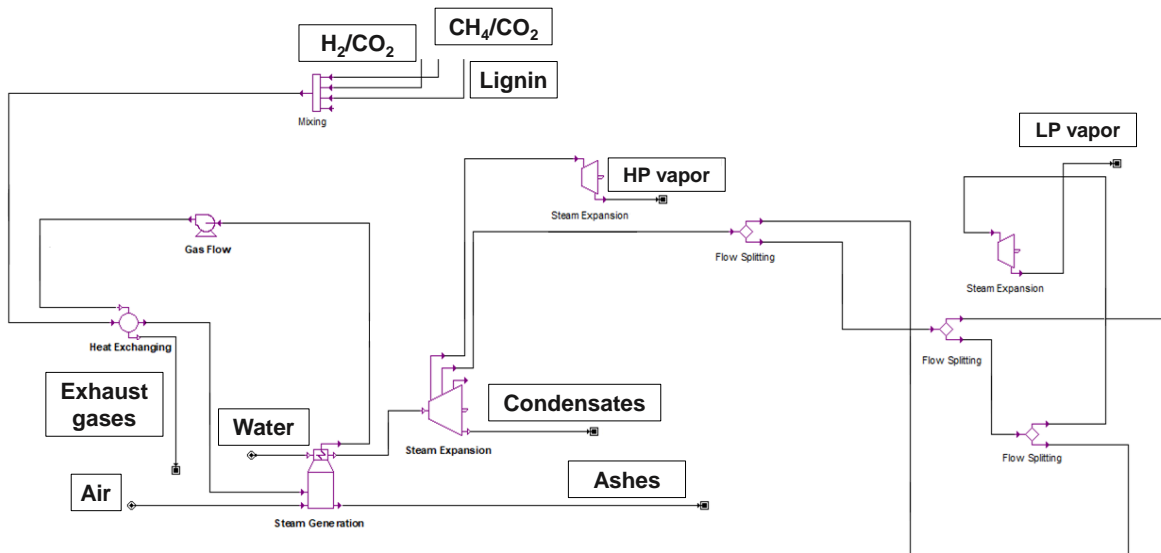 CH₄/CO₂
H₂/CO₂
Lignin
Mixing
LP vapor
HP vapor
Steam Expansion
Gas Flow
Flow Splitting
Steam Expansion
Heat Exchanging
Flow Splitting
Exhaust
gases
Condensates
Water
Steam Expansion
Flow Splitting
Air
Ashes
Steam Generation